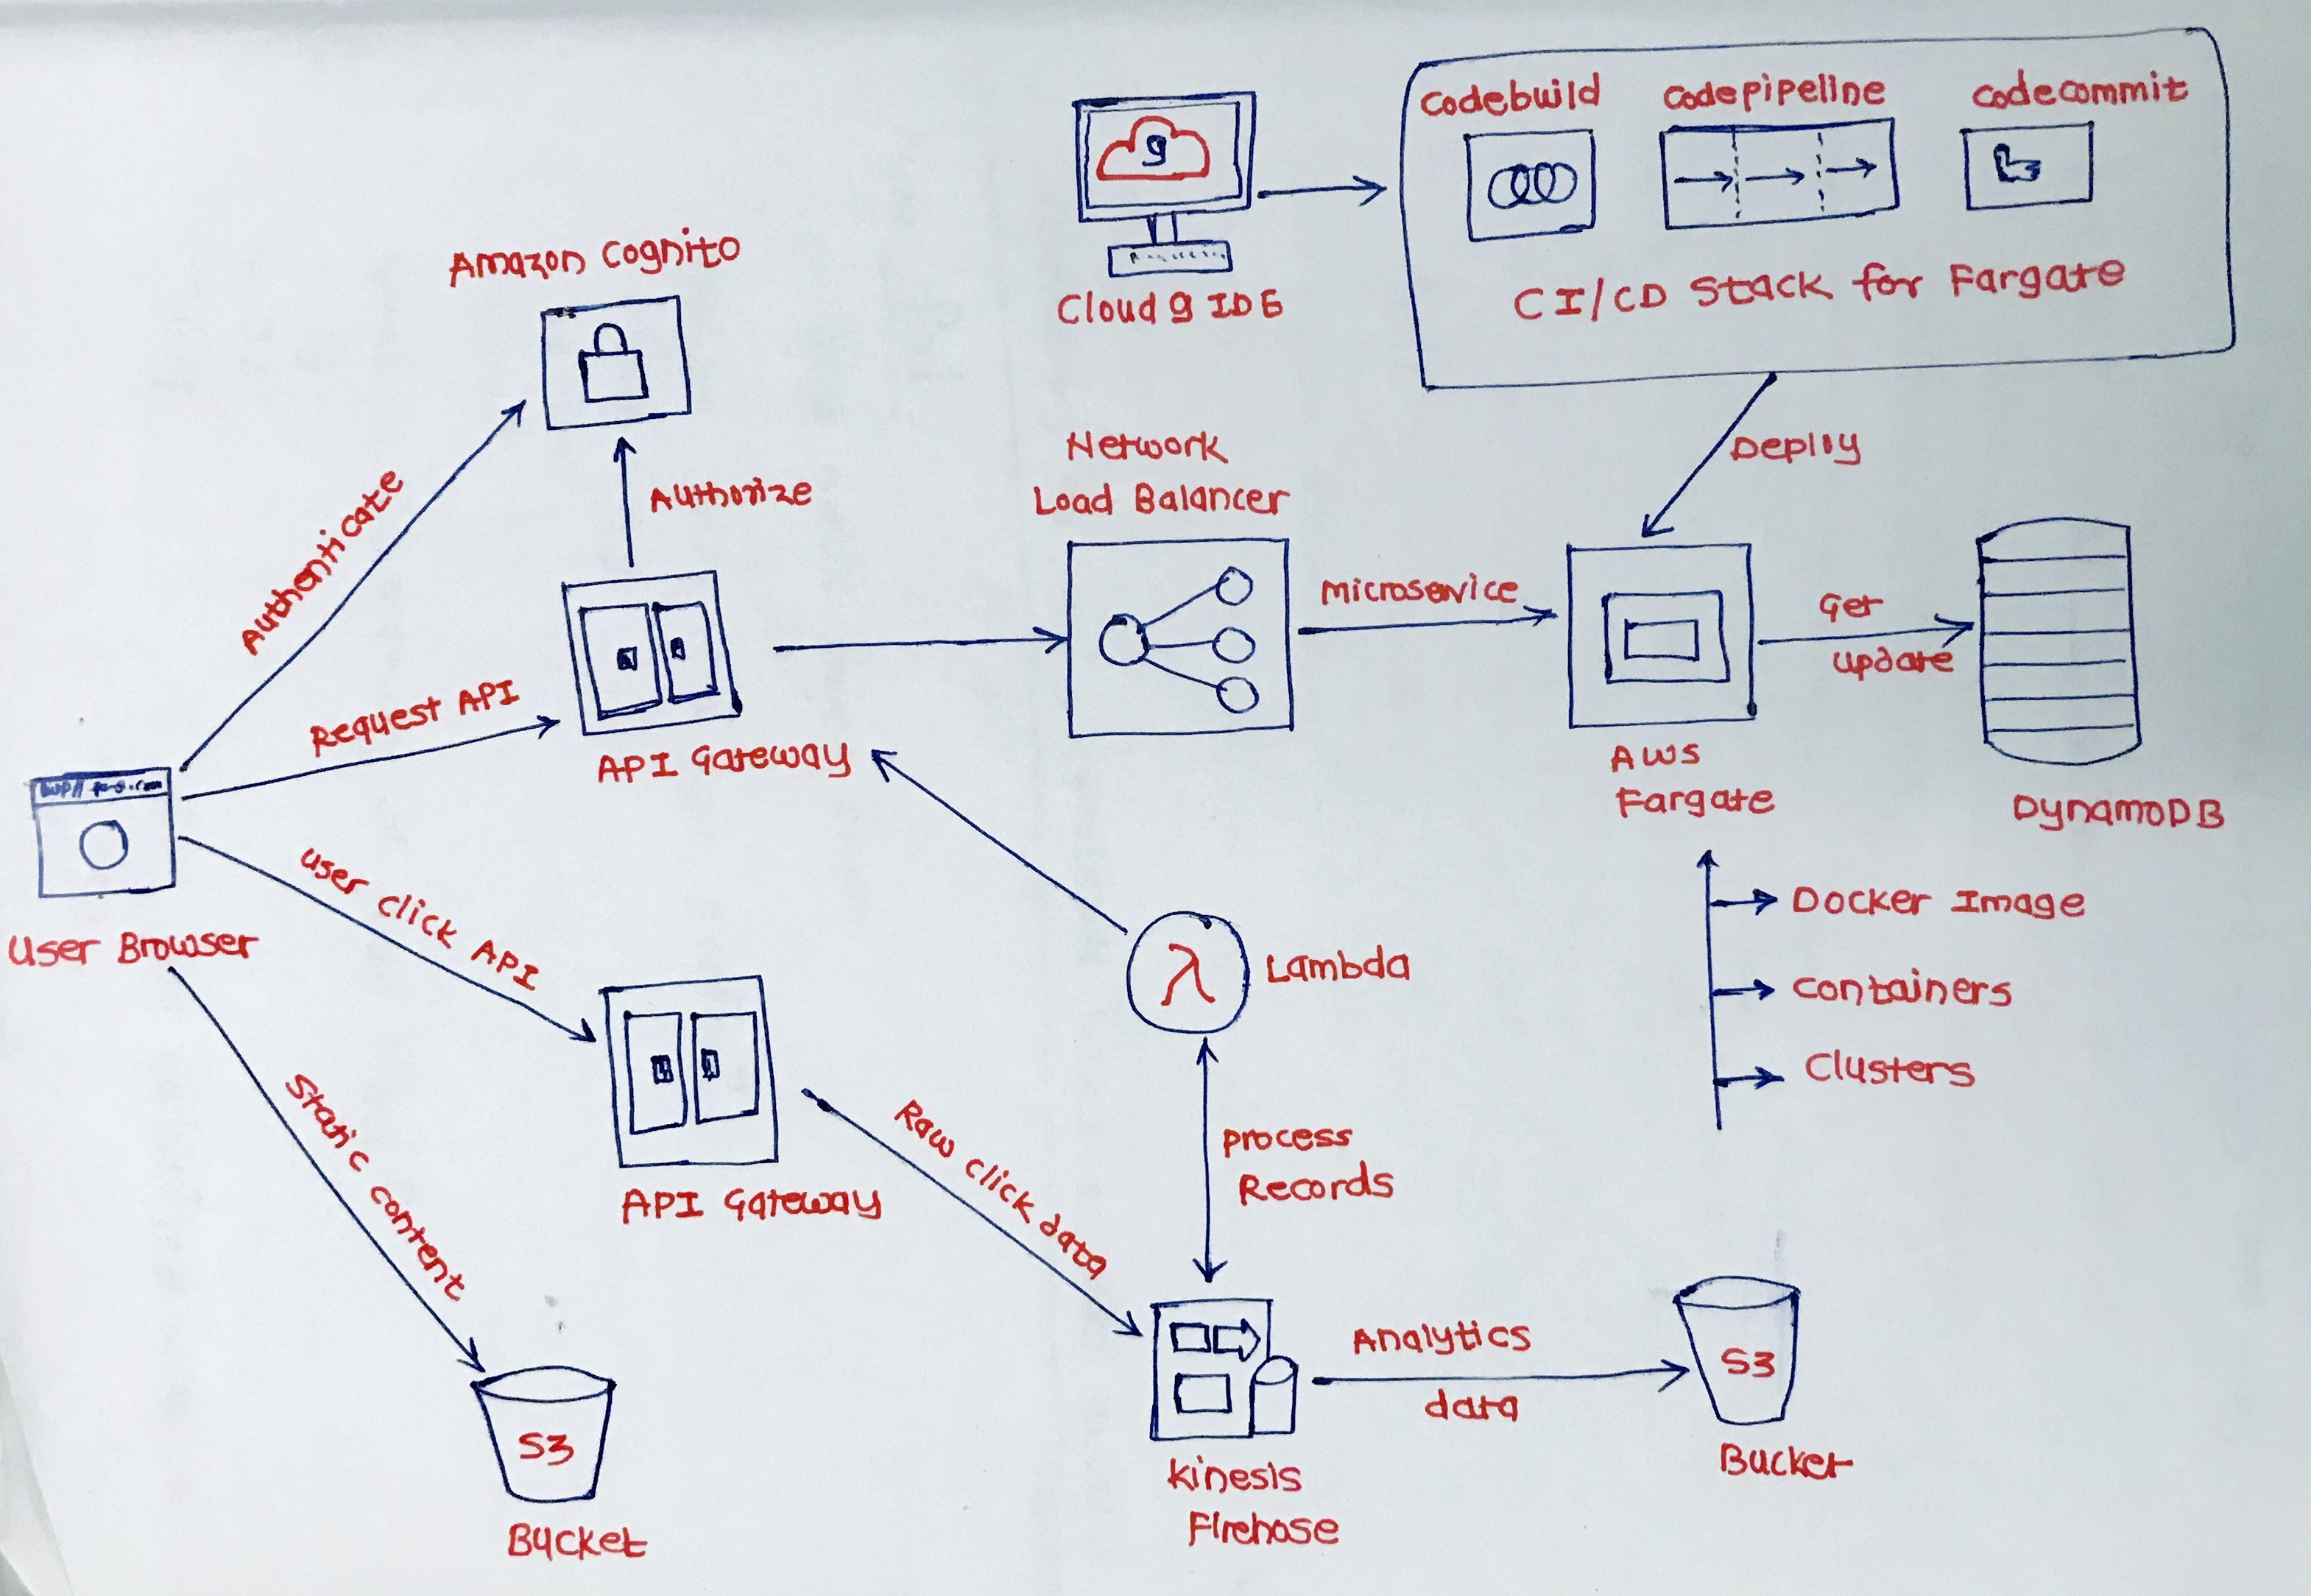 Codebuild
Codepipeline
Codecommit
9
CI/CD Stack for Fargate
Cloud 9 IDE
Amazon Cognito
Deploy
Network
Load Balancer
Authorize
Authenticate
Microservice
Get
update
Request API
API Gateway
AWS
Fargate
DynamoDB
User Browser
user click API
Docker Image
λ
Lambda
Containers
Clusters
Static content
API Gateway
Raw click data
process
Records
Analytics
data
S3
Bucket
Kinesis
Firehose
S3
Bucket